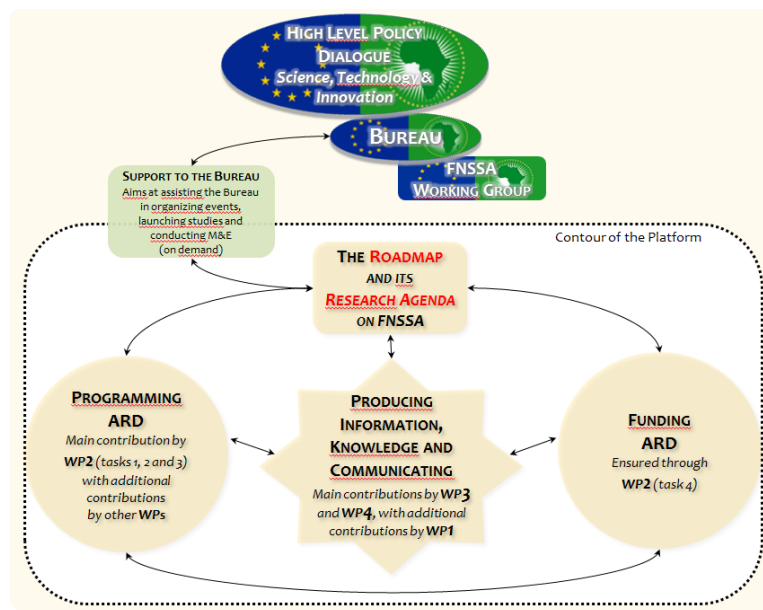 HIGH LEVEL POLICY
DIALOGUE
Science, Technology &
Innovation
BUREAU
FNSSA
WORKING GROUP
SUPPORT TO THE BUREAU
Aims at assisting the Bureau
in organizing events,
launching studies and
conducting M&E
(on demand)
Contour of the Platform
THE ROADMAP
AND ITS
RESEARCH AGENDA
ON FNSSA
PROGRAMMING
ARD
Main contribution by
WP2 (tasks 1, 2 and 3)
with additional
contributions
by other WPs
PRODUCING
INFORMATION,
KNOWLEDGE AND
COMMUNICATING
Main contributions by WP3
and WP4, with additional
contributions by WP1
FUNDING
ARD
Ensured through
WP2 (task 4)